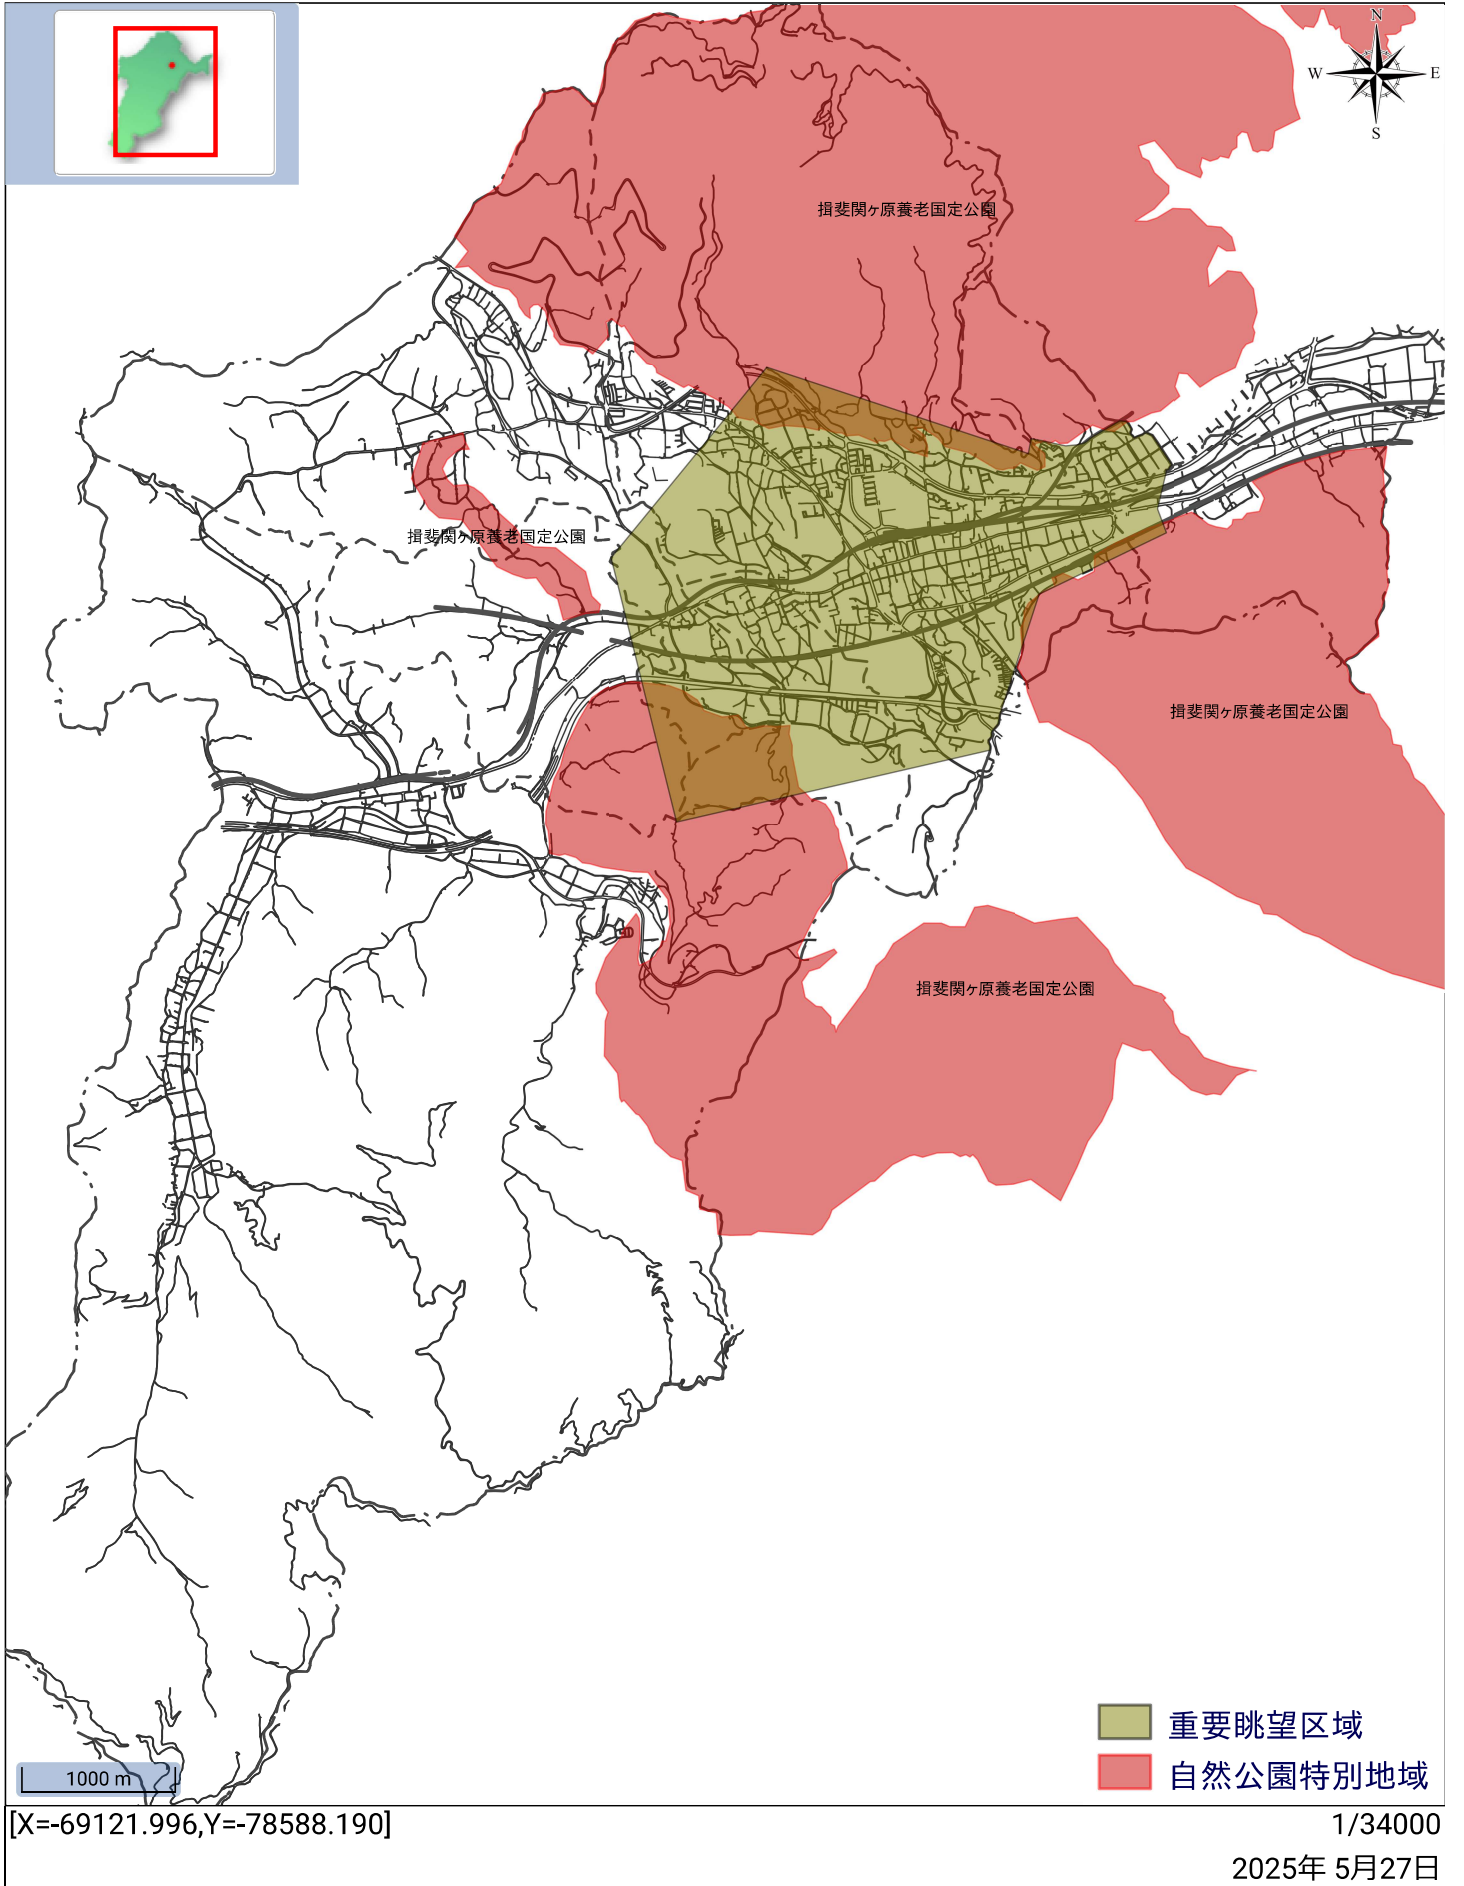 N
W
E
S
揖斐関ヶ原養老国定公園
揖斐関ヶ原養老国定公園
揖斐関ヶ原養老国定公園
揖斐関ヶ原養老国定公園
重要眺望区域
自然公園特別地域
1000 m
[X=-69121.996,Y=-78588.190]
1/34000
2025年 5月27日